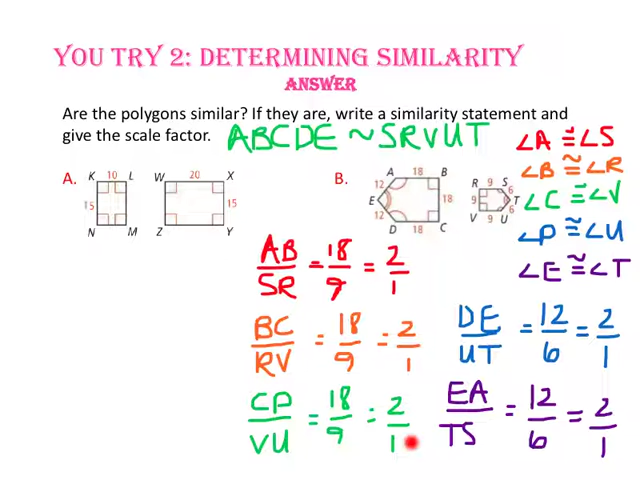 YOU TRY 2: DETERMINING SIMILARITY
ANSWER
Are the polygons similar? If they are, write a similarity statement and
give the scale factor. ABCDE ~ SRVUT
∠A ≅ ∠S
∠B ≅ ∠R
∠C ≅ ∠V
∠D ≅ ∠U
∠E ≅ ∠T
A.
K 10 L
15
N M
W 20 X
15
Z Y
B.
A 18 B
12
E 18
12
D 18 C
R 9 S
6
9 T
6
V 9 U
AB/SR = 18/9 = 2/1
BC/RV = 18/9 = 2/1
CD/VU = 18/9 = 2/1
DE/UT = 12/6 = 2/1
EA/TS = 12/6 = 2/1